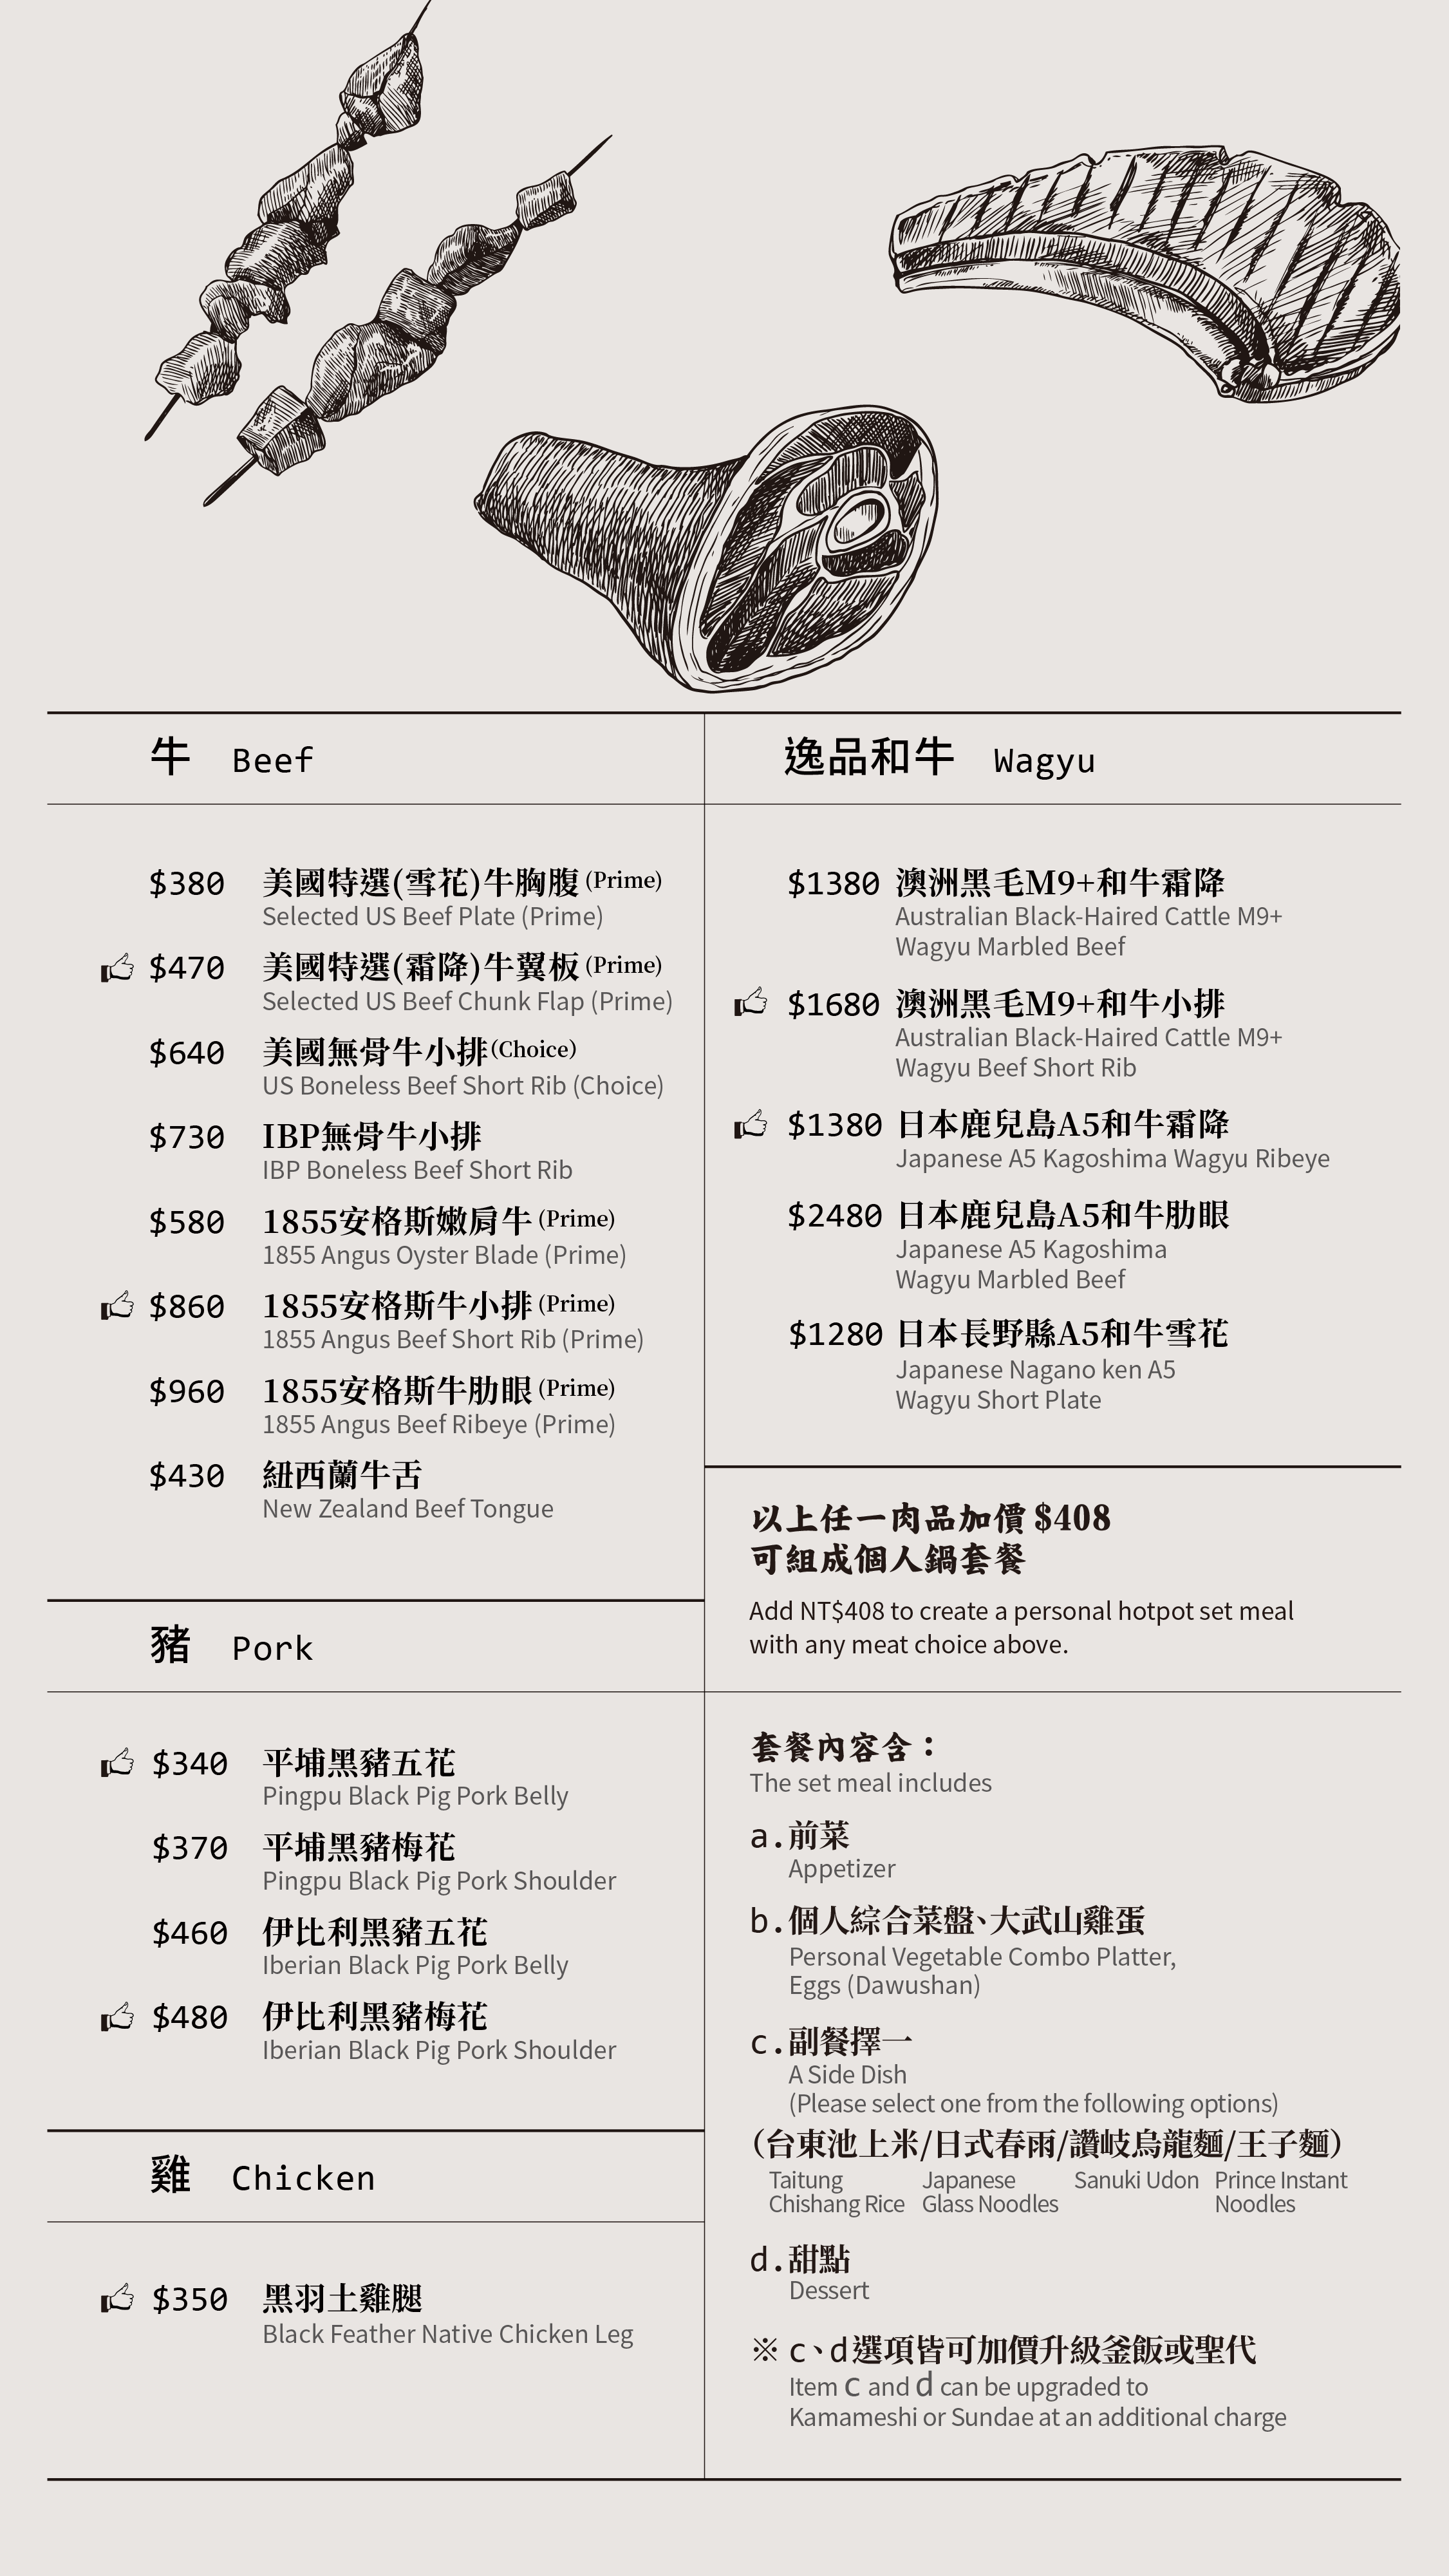 牛 Beef
$380 美國特選(雪花)牛胸腹 (Prime)
Selected US Beef Plate (Prime)
$470 美國特選(霜降)牛翼板 (Prime)
Selected US Beef Chunk Flap (Prime)
$640 美國無骨牛小排(Choice)
US Boneless Beef Short Rib (Choice)
$730 IBP無骨牛小排
IBP Boneless Beef Short Rib
$580 1855安格斯嫩肩牛 (Prime)
1855 Angus Oyster Blade (Prime)
$860 1855安格斯牛小排 (Prime)
1855 Angus Beef Short Rib (Prime)
$960 1855安格斯牛肋眼 (Prime)
1855 Angus Beef Ribeye (Prime)
$430 紐西蘭牛舌
New Zealand Beef Tongue
豬 Pork
$340 平埔黑豬五花
Pingpu Black Pig Pork Belly
$370 平埔黑豬梅花
Pingpu Black Pig Pork Shoulder
$460 伊比利黑豬五花
Iberian Black Pig Pork Belly
$480 伊比利黑豬梅花
Iberian Black Pig Pork Shoulder
雞 Chicken
$350 黑羽土雞腿
Black Feather Native Chicken Leg
逸品和牛 Wagyu
$1380 澳洲黑毛M9+和牛霜降
Australian Black-Haired Cattle M9+
Wagyu Marbled Beef
$1680 澳洲黑毛M9+和牛小排
Australian Black-Haired Cattle M9+
Wagyu Beef Short Rib
$1380 日本鹿兒島A5和牛霜降
Japanese A5 Kagoshima Wagyu Ribeye
$2480 日本鹿兒島A5和牛肋眼
Japanese A5 Kagoshima
Wagyu Marbled Beef
$1280 日本長野縣A5和牛雪花
Japanese Nagano ken A5
Wagyu Short Plate
以上任一肉品加價 $408
可組成個人鍋套餐
Add NT$408 to create a personal hotpot set meal
with any meat choice above.
套餐內容含：
The set meal includes
a.前菜
Appetizer
b.個人綜合菜盤、大武山雞蛋
Personal Vegetable Combo Platter,
Eggs (Dawushan)
c.副餐擇一
A Side Dish
(Please select one from the following options)
(台東池上米/日式春雨/讚岐烏龍麵/王子麵)
Taitung Japanese Sanuki Udon Prince Instant
Chishang Rice Glass Noodles Noodles
d.甜點
Dessert
※ c、d選項皆可加價升級釜飯或聖代
Item c and d can be upgraded to
Kamameshi or Sundae at an additional charge